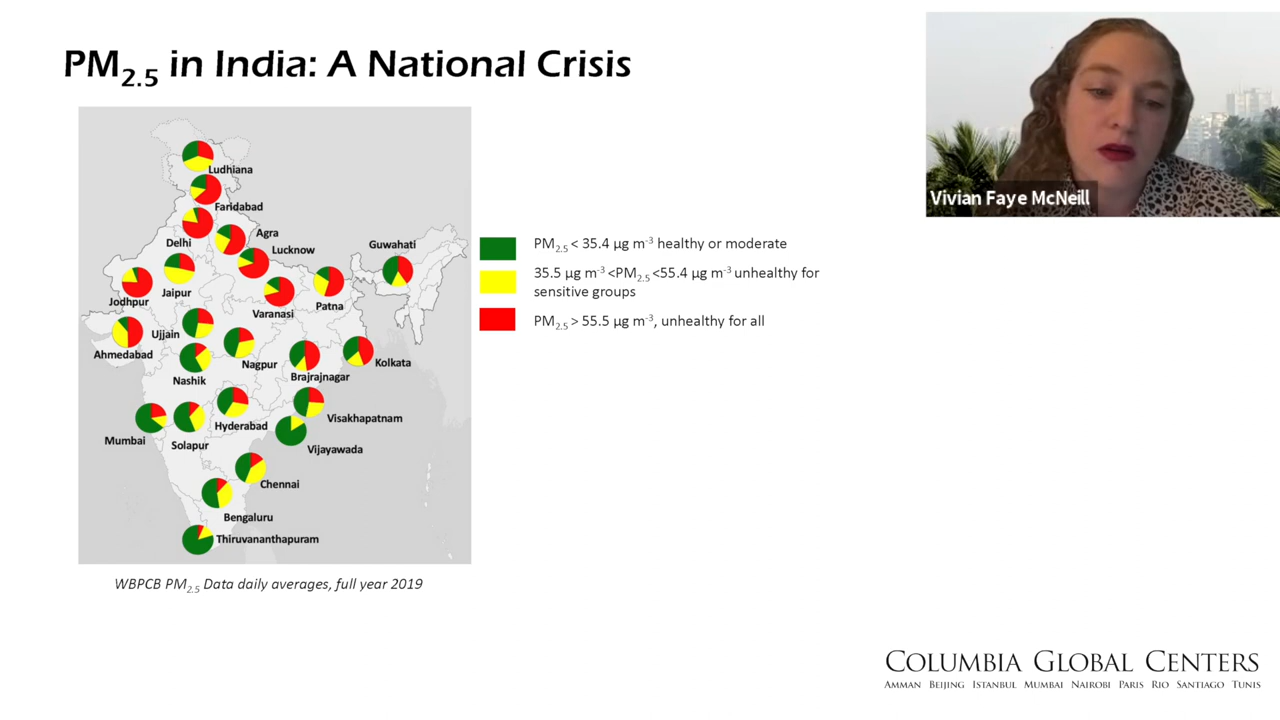 PM2.5 in India: A National Crisis
Vivian Faye McNeill
Ludhiana
Faridabad
Agra
Delhi
Lucknow
Guwahati
Jaipur
Jodhpur
Patna
Varanasi
Ujjain
Ahmedabad
Nagpur
Kolkata
Nashik
Brajrajnagar
Visakhapatnam
Hyderabad
Mumbai
Solapur
Vijayawada
Chennai
Bengaluru
Thiruvananthapuram
PM2.5 < 35.4 µg m-3 healthy or moderate
35.5 µg m-3 <PM2.5 <55.4 µg m-3 unhealthy for
sensitive groups
PM2.5 > 55.5 µg m-3, unhealthy for all
WBPCB PM2.5 Data daily averages, full year 2019
COLUMBIA GLOBAL CENTERS
AMMAN BEIJING ISTANBUL MUMBAI NAIROBI PARIS RIO SANTIAGO TUNIS